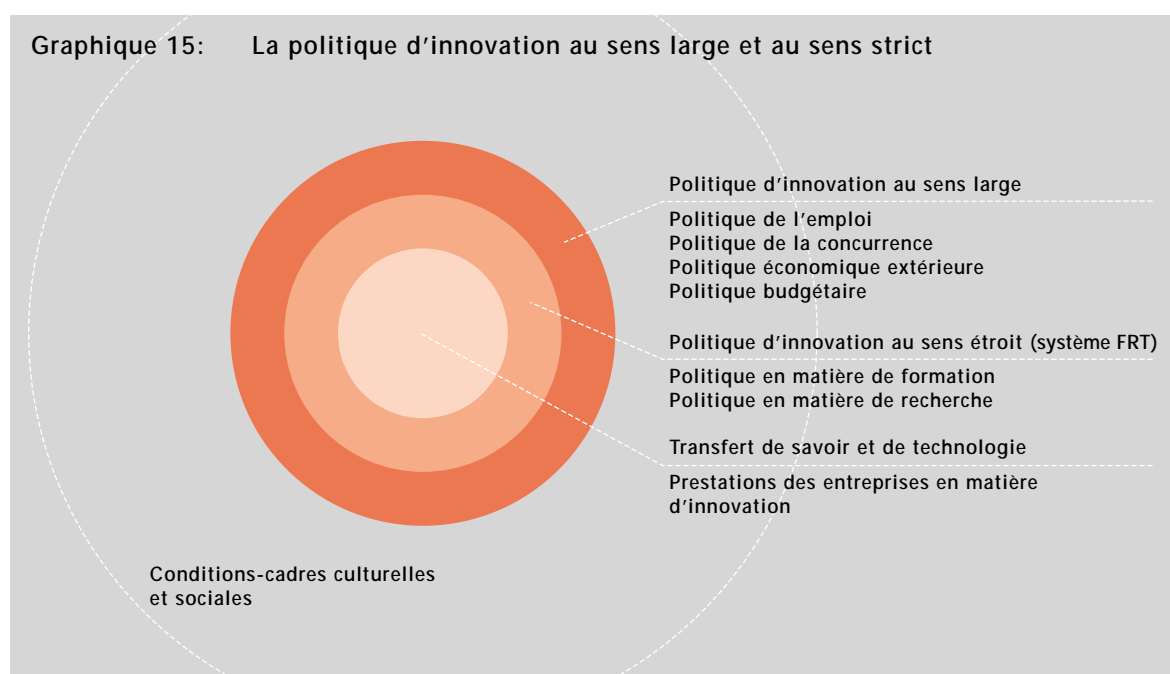 Graphique 15: La politique d’innovation au sens large et au sens strict
Politique d’innovation au sens large
Politique de l’emploi
Politique de la concurrence
Politique économique extérieure
Politique budgétaire
Politique d’innovation au sens étroit (système FRT)
Politique en matière de formation
Politique en matière de recherche
Transfert de savoir et de technologie
Prestations des entreprises en matière
d’innovation
Conditions-cadres culturelles
et sociales